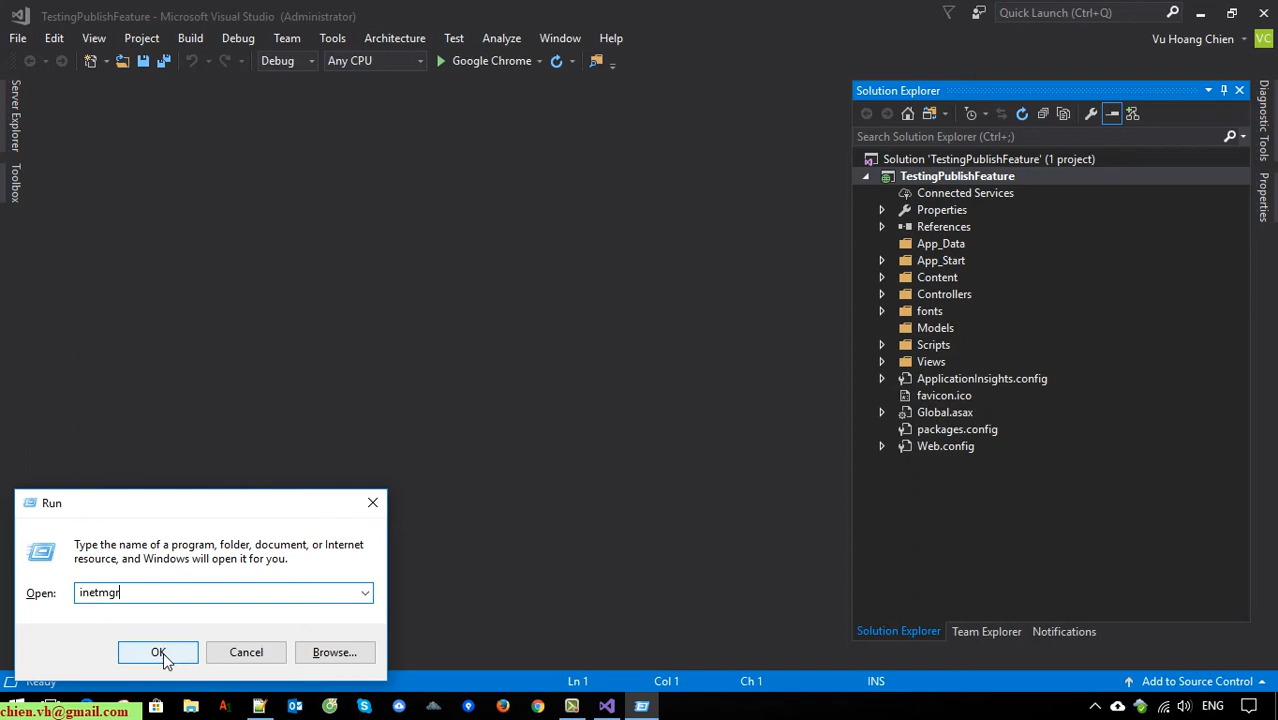 TestingPublishFeature - Microsoft Visual Studio (Administrator)
Quick Launch (Ctrl+Q)
File Edit View Project Build Debug Team Tools Architecture Test Analyze Window Help
Vu Hoang Chien VC
Debug Any CPU Google Chrome
Server Explorer
Toolbox
Solution Explorer
Search Solution Explorer (Ctrl+;)
Solution 'TestingPublishFeature' (1 project)
TestingPublishFeature
Connected Services
Properties
References
App_Data
App_Start
Content
Controllers
fonts
Models
Scripts
Views
ApplicationInsights.config
favicon.ico
Global.asax
packages.config
Web.config
Diagnostic Tools
Properties
Run
Type the name of a program, folder, document, or Internet
resource, and Windows will open it for you.
Open: inetmgr
OK Cancel Browse...
Solution Explorer Team Explorer Notifications
Ready Ln 1 Col 1 Ch 1 INS Add to Source Control
chien.vh@gmail.com
ENG